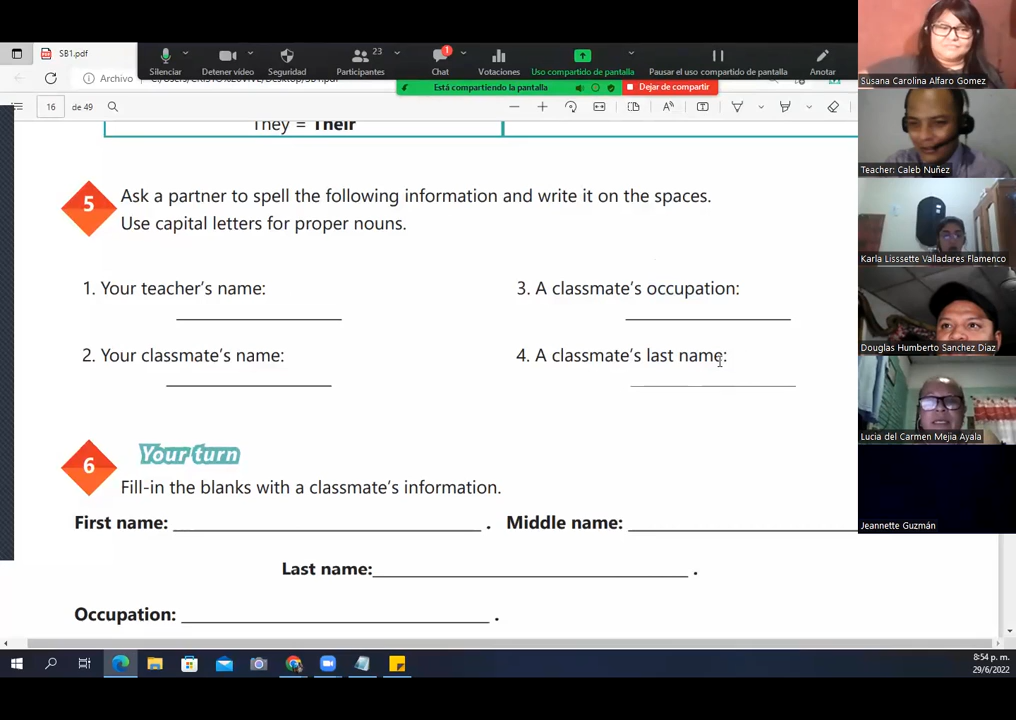 SB1.pdf
Silenciar
Detener video
Seguridad
23
Participantes
1
Chat
Votaciones
Uso compartido de pantalla
Pausar el uso compartido de pantalla
Anotar
Archivo
Está compartiendo la pantalla
Dejar de compartir
16 de 49
They = Their
5
Ask a partner to spell the following information and write it on the spaces.
Use capital letters for proper nouns.
1. Your teacher's name:
3. A classmate's occupation:
2. Your classmate's name:
4. A classmate's last name:
6
Your turn
Fill-in the blanks with a classmate's information.
First name: . Middle name:
Last name: .
Occupation: .
Susana Carolina Alfaro Gomez
Teacher: Caleb Nuñez
Karla Lisssette Valladares Flamenco
Douglas Humberto Sanchez Diaz
Lucia del Carmen Mejia Ayala
Jeannette Guzmán
8:54 p. m.
29/6/2022